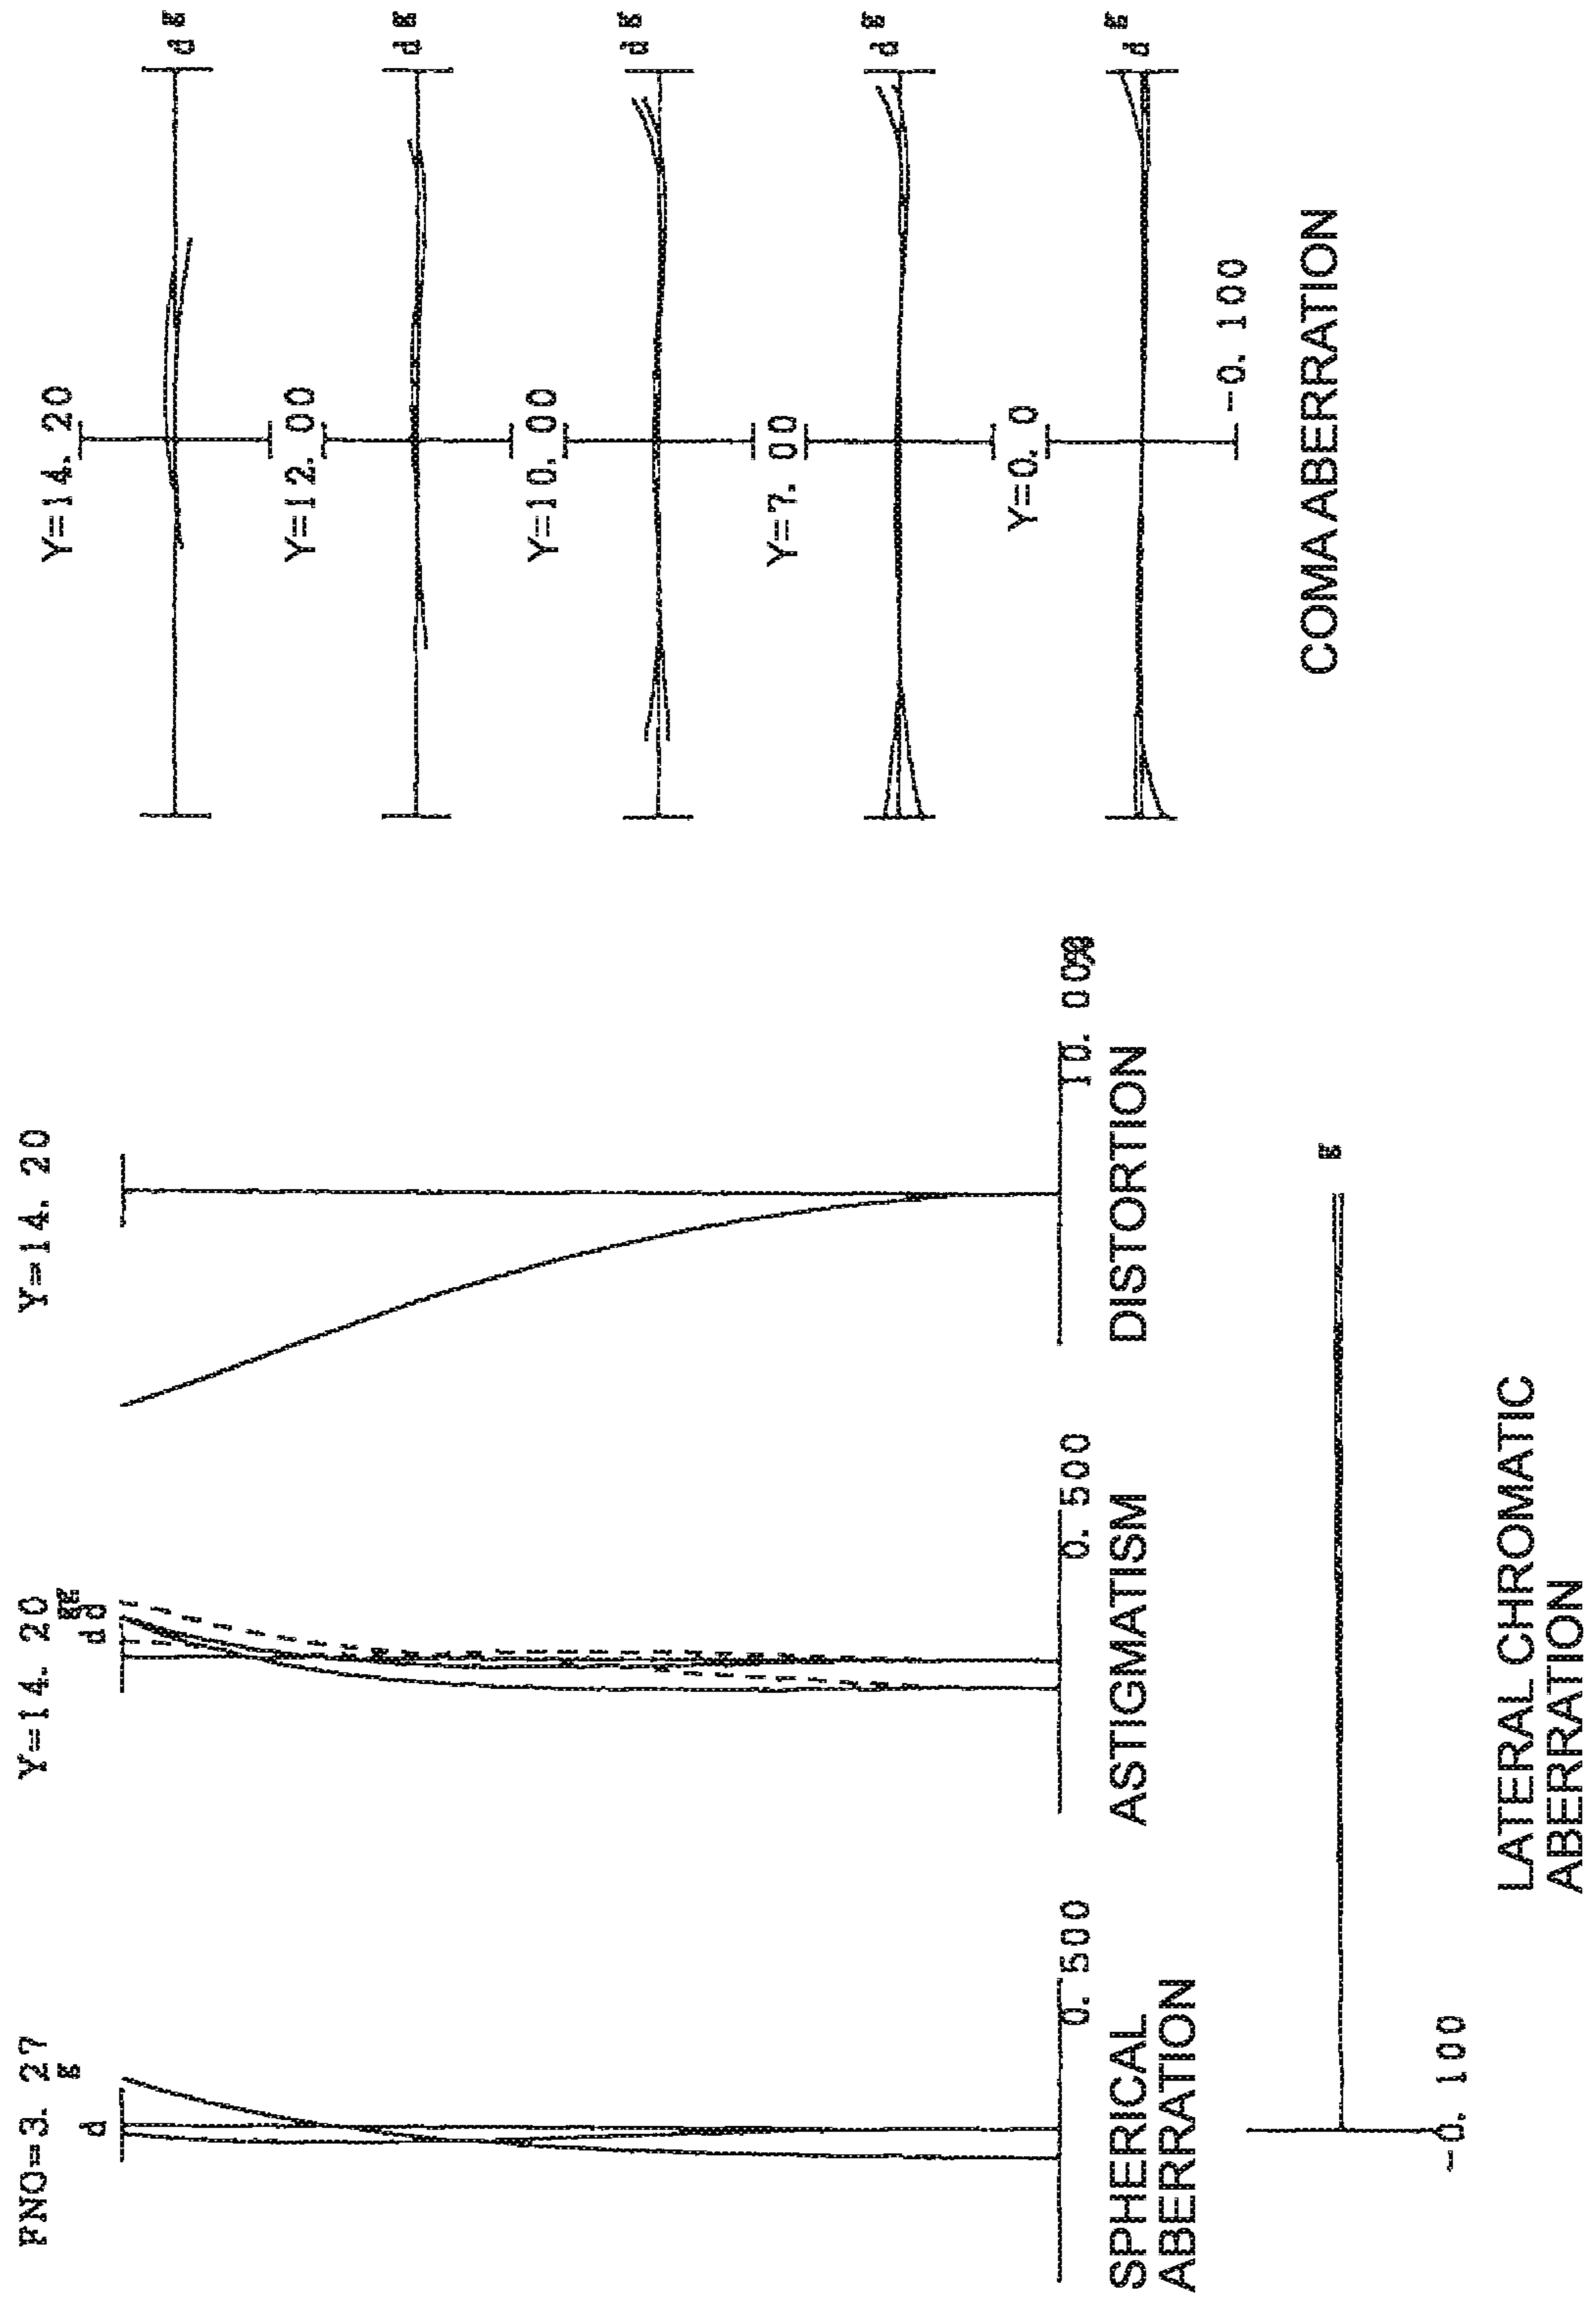 FNO=3. 27
g
d
0. 500
SPHERICAL
ABERRATION
Y=14. 20
g g
d d
0. 500
ASTIGMATISM
Y=14. 20
10. 00%
DISTORTION
g
-0. 100
LATERAL CHROMATIC
ABERRATION
Y=14. 20
g
d
Y=12. 00
g
d
Y=10. 00
g
d
Y=7. 00
g
d
Y=0. 0
g
d
-0. 100
COMA ABERRATION